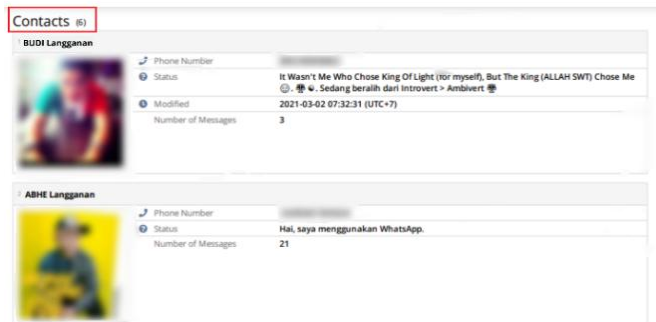 Contacts (6)
BUDI Langganan
Phone Number
Status It Wasn't Me Who Chose King Of Light (for myself), But The King (ALLAH SWT) Chose Me
. Sedang beralih dari Introvert > Ambivert
Modified 2021-03-02 07:32:31 (UTC+7)
Number of Messages 3
ABHE Langganan
Phone Number
Status Hai, saya menggunakan WhatsApp.
Number of Messages 21